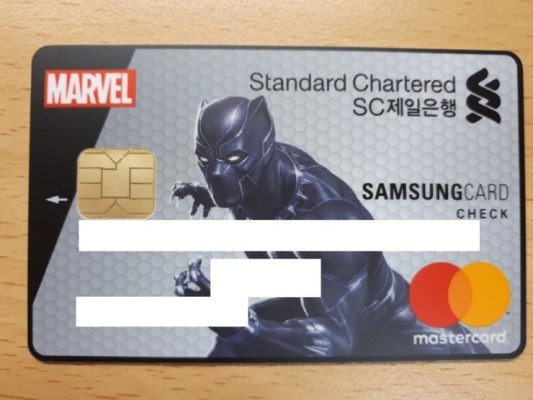 MARVEL
Standard Chartered
SC제일은행
SAMSUNGCARD
CHECK
mastercard